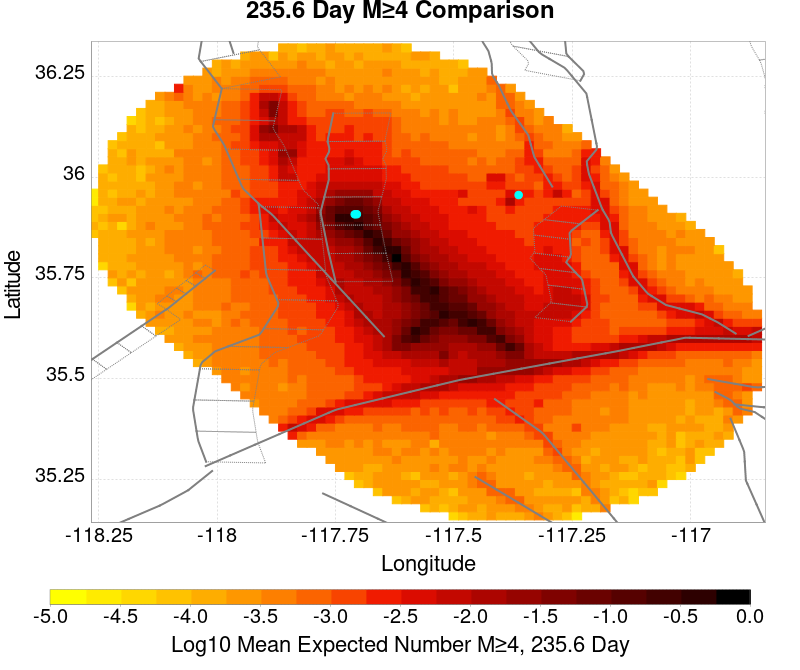 235.6 Day M≥4 Comparison
36.25
36
35.75
35.5
35.25
Latitude
-118.25 -118 -117.75 -117.5 -117.25 -117
Longitude
-5.0 -4.5 -4.0 -3.5 -3.0 -2.5 -2.0 -1.5 -1.0 -0.5 0.0
Log10 Mean Expected Number M≥4, 235.6 Day